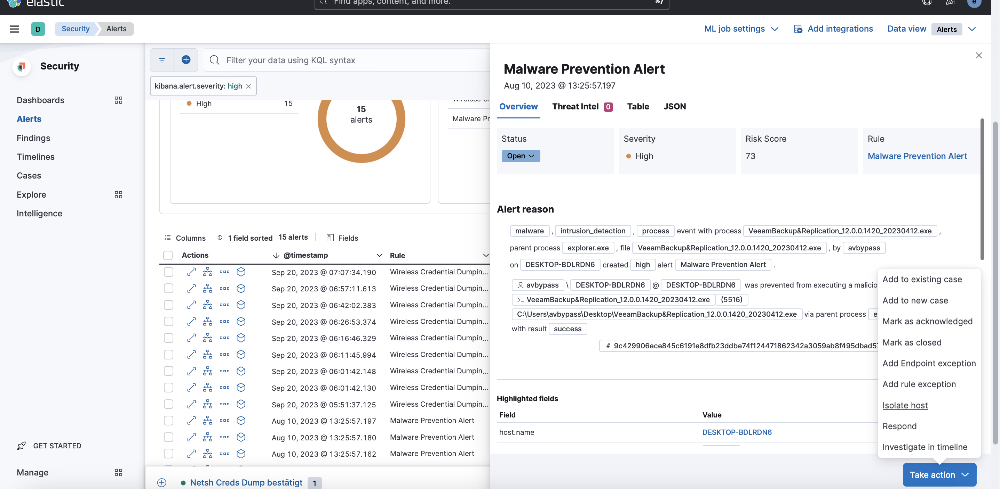 elastic
Find apps, content, and more.
⌘/
e
D
Security
Alerts
ML job settings
Add integrations
Data view
Alerts
Security
Dashboards
Alerts
Findings
Timelines
Cases
Explore
Intelligence
GET STARTED
Manage
Filter your data using KQL syntax
kibana.alert.severity: high
High 15
15
alerts
Malware Pr
Columns
1 field sorted
15 alerts
Fields
Actions @timestamp Rule
Sep 20, 2023 @ 07:07:34.190 Wireless Credential Dumpin...
Sep 20, 2023 @ 06:57:11.613 Wireless Credential Dumpin...
Sep 20, 2023 @ 06:42:02.383 Wireless Credential Dumpin...
Sep 20, 2023 @ 06:26:53.374 Wireless Credential Dumpin...
Sep 20, 2023 @ 06:16:46.329 Wireless Credential Dumpin...
Sep 20, 2023 @ 06:11:45.994 Wireless Credential Dumpin...
Sep 20, 2023 @ 06:01:42.148 Wireless Credential Dumpin...
Sep 20, 2023 @ 06:01:42.130 Wireless Credential Dumpin...
Sep 20, 2023 @ 05:51:37.125 Wireless Credential Dumpin...
Aug 10, 2023 @ 13:25:57.197 Malware Prevention Alert
Aug 10, 2023 @ 13:25:57.180 Malware Prevention Alert
Aug 10, 2023 @ 13:25:57.162 Malware Prevention Alert
Netsh Creds Dump bestätigt 1
Malware Prevention Alert
Aug 10, 2023 @ 13:25:57.197
Overview Threat Intel 0 Table JSON
Status Severity Risk Score Rule
Open High 73 Malware Prevention Alert
Alert reason
malware , intrusion_detection , process event with process VeeamBackup&Replication_12.0.0.1420_20230412.exe ,
parent process explorer.exe , file VeeamBackup&Replication_12.0.0.1420_20230412.exe , by avbypass
on DESKTOP-BDLRDN6 created high alert Malware Prevention Alert .
avbypass \ DESKTOP-BDLRDN6 @ DESKTOP-BDLRDN6 was prevented from executing a malicio
>_ VeeamBackup&Replication_12.0.0.1420_20230412.exe (5516)
C:\Users\avbypass\Desktop\VeeamBackup&Replication_12.0.0.1420_20230412.exe via parent process e
with result success
# 9c429906ece845c6191e8dfb23ddbe74f124471862342a3059ab8f495dbad57
Highlighted fields
Field Value
host.name DESKTOP-BDLRDN6
Add to existing case
Add to new case
Mark as acknowledged
Mark as closed
Add Endpoint exception
Add rule exception
Isolate host
Respond
Investigate in timeline
Take action